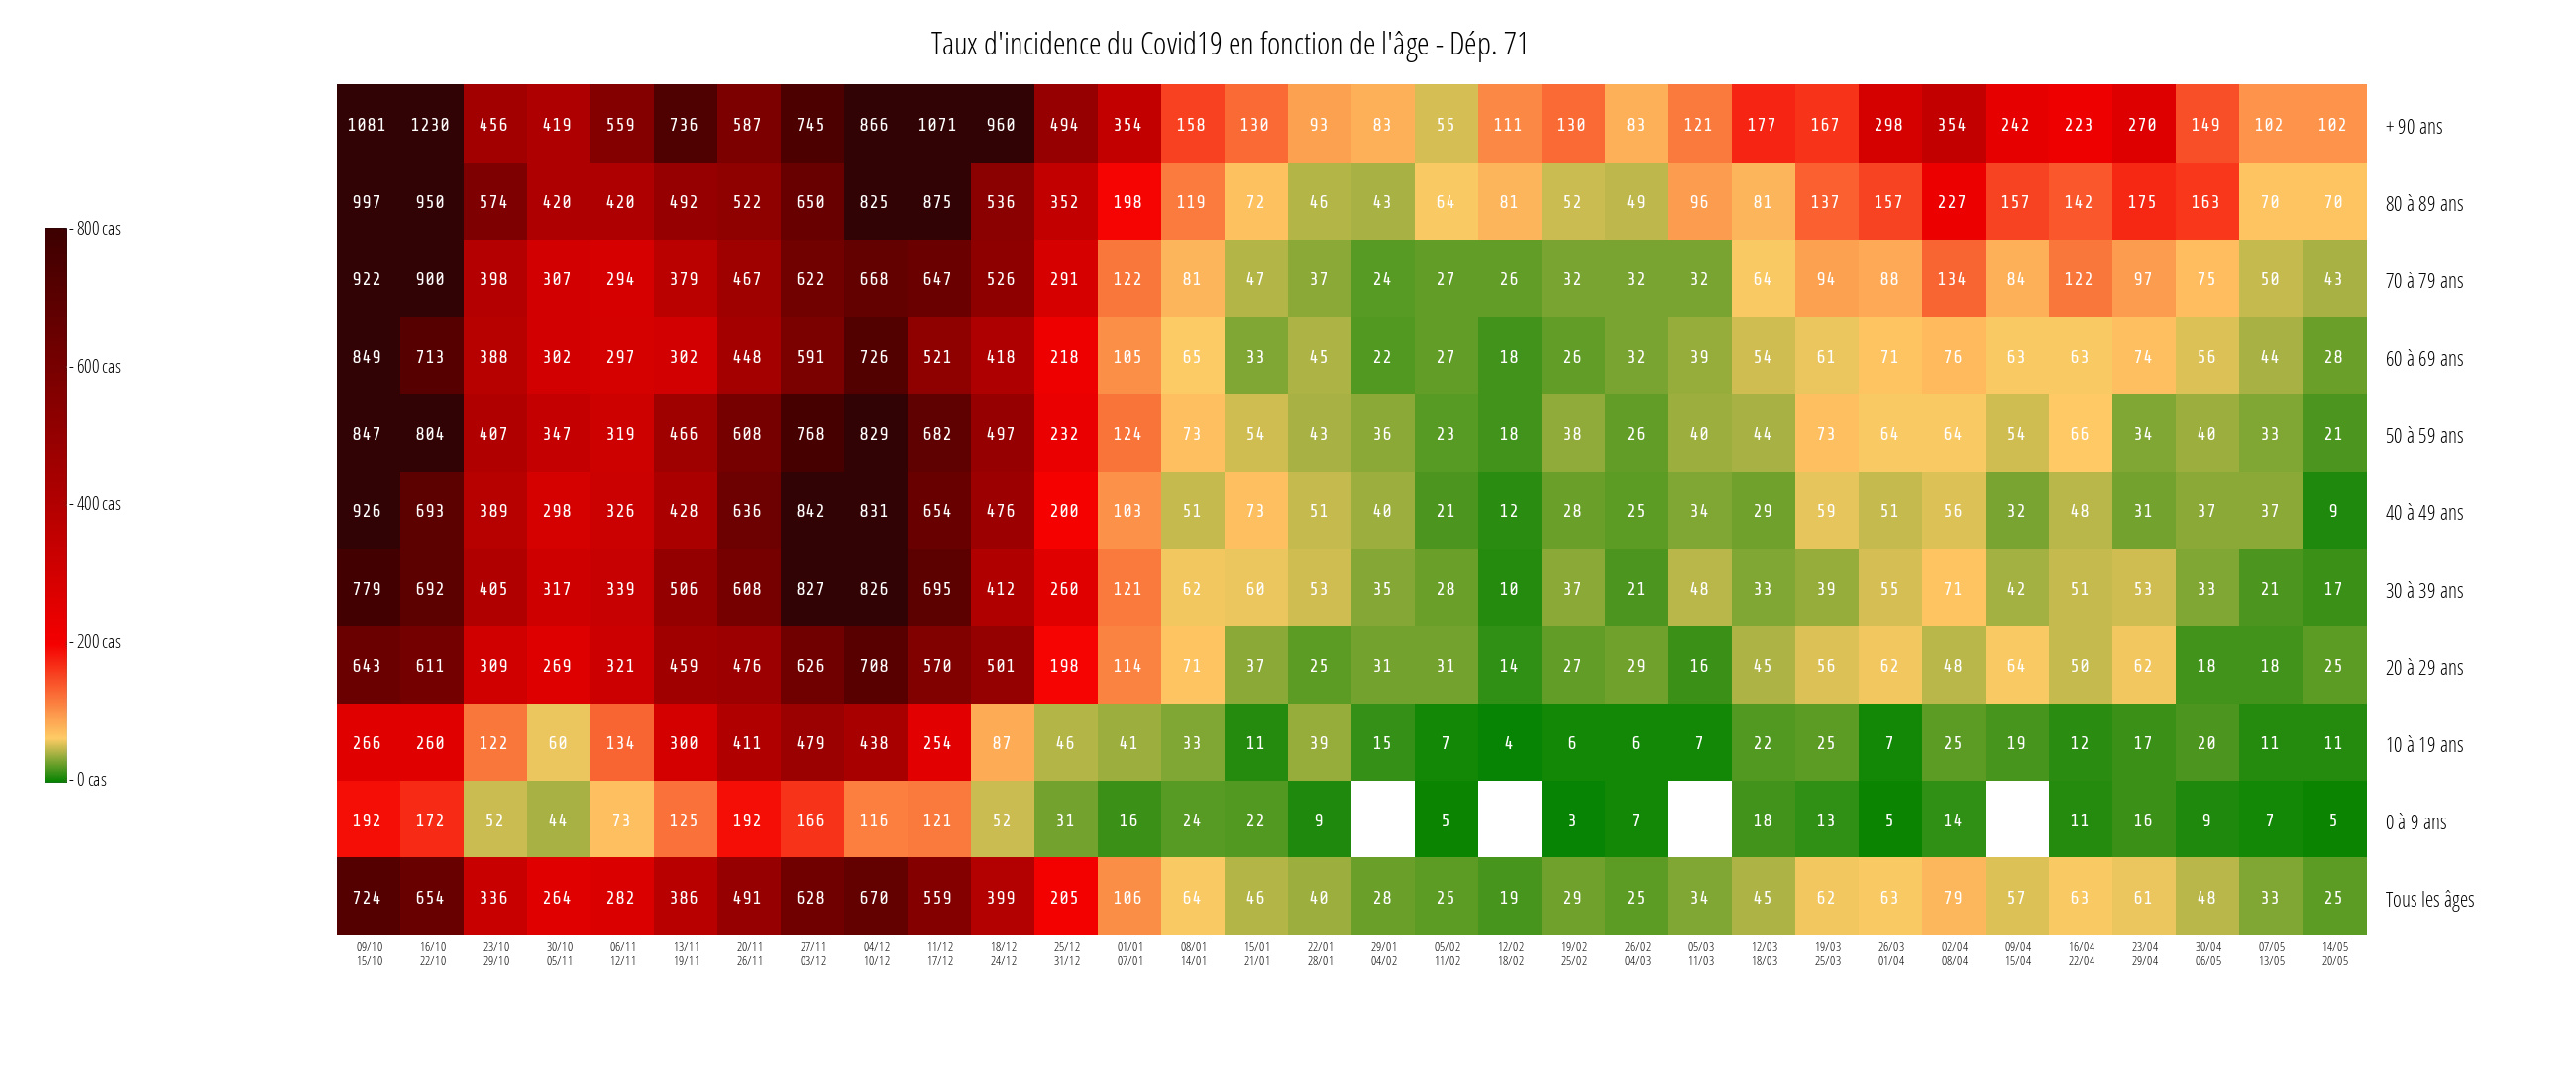 Taux d'incidence du Covid19 en fonction de l'âge - Dép. 71
- 800 cas
- 600 cas
- 400 cas
- 200 cas
- 0 cas
1081 1230 456 419 559 736 587 745 866 1071 960 494 354 158 130 93 83 55 111 130 83 121 177 167 298 354 242 223 270 149 102 102 + 90 ans
997 950 574 420 420 492 522 650 825 875 536 352 198 119 72 46 43 64 81 52 49 96 81 137 157 227 157 142 175 163 70 70 80 à 89 ans
922 900 398 307 294 379 467 622 668 647 526 291 122 81 47 37 24 27 26 32 32 32 64 94 88 134 84 122 97 75 50 43 70 à 79 ans
849 713 388 302 297 302 448 591 726 521 418 218 105 65 33 45 22 27 18 26 32 39 54 61 71 76 63 63 74 56 44 28 60 à 69 ans
847 804 407 347 319 466 608 768 829 682 497 232 124 73 54 43 36 23 18 38 26 40 44 73 64 64 54 66 34 40 33 21 50 à 59 ans
926 693 389 298 326 428 636 842 831 654 476 200 103 51 73 51 40 21 12 28 25 34 29 59 51 56 32 48 31 37 37 9 40 à 49 ans
779 692 405 317 339 506 608 827 826 695 412 260 121 62 60 53 35 28 10 37 21 48 33 39 55 71 42 51 53 33 21 17 30 à 39 ans
643 611 309 269 321 459 476 626 708 570 501 198 114 71 37 25 31 31 14 27 29 16 45 56 62 48 64 50 62 18 18 25 20 à 29 ans
266 260 122 60 134 300 411 479 438 254 87 46 41 33 11 39 15 7 4 6 6 7 22 25 7 25 19 12 17 20 11 11 10 à 19 ans
192 172 52 44 73 125 192 166 116 121 52 31 16 24 22 9 5 3 7 18 13 5 14 11 16 9 7 5 0 à 9 ans
724 654 336 264 282 386 491 628 670 559 399 205 106 64 46 40 28 25 19 29 25 34 45 62 63 79 57 63 61 48 33 25 Tous les âges
09/10 16/10 23/10 30/10 06/11 13/11 20/11 27/11 04/12 11/12 18/12 25/12 01/01 08/01 15/01 22/01 29/01 05/02 12/02 19/02 26/02 05/03 12/03 19/03 26/03 02/04 09/04 16/04 23/04 30/04 07/05 14/05
15/10 22/10 29/10 05/11 12/11 19/11 26/11 03/12 10/12 17/12 24/12 31/12 07/01 14/01 21/01 28/01 04/02 11/02 18/02 25/02 04/03 11/03 18/03 25/03 01/04 08/04 15/04 22/04 29/04 06/05 13/05 20/05